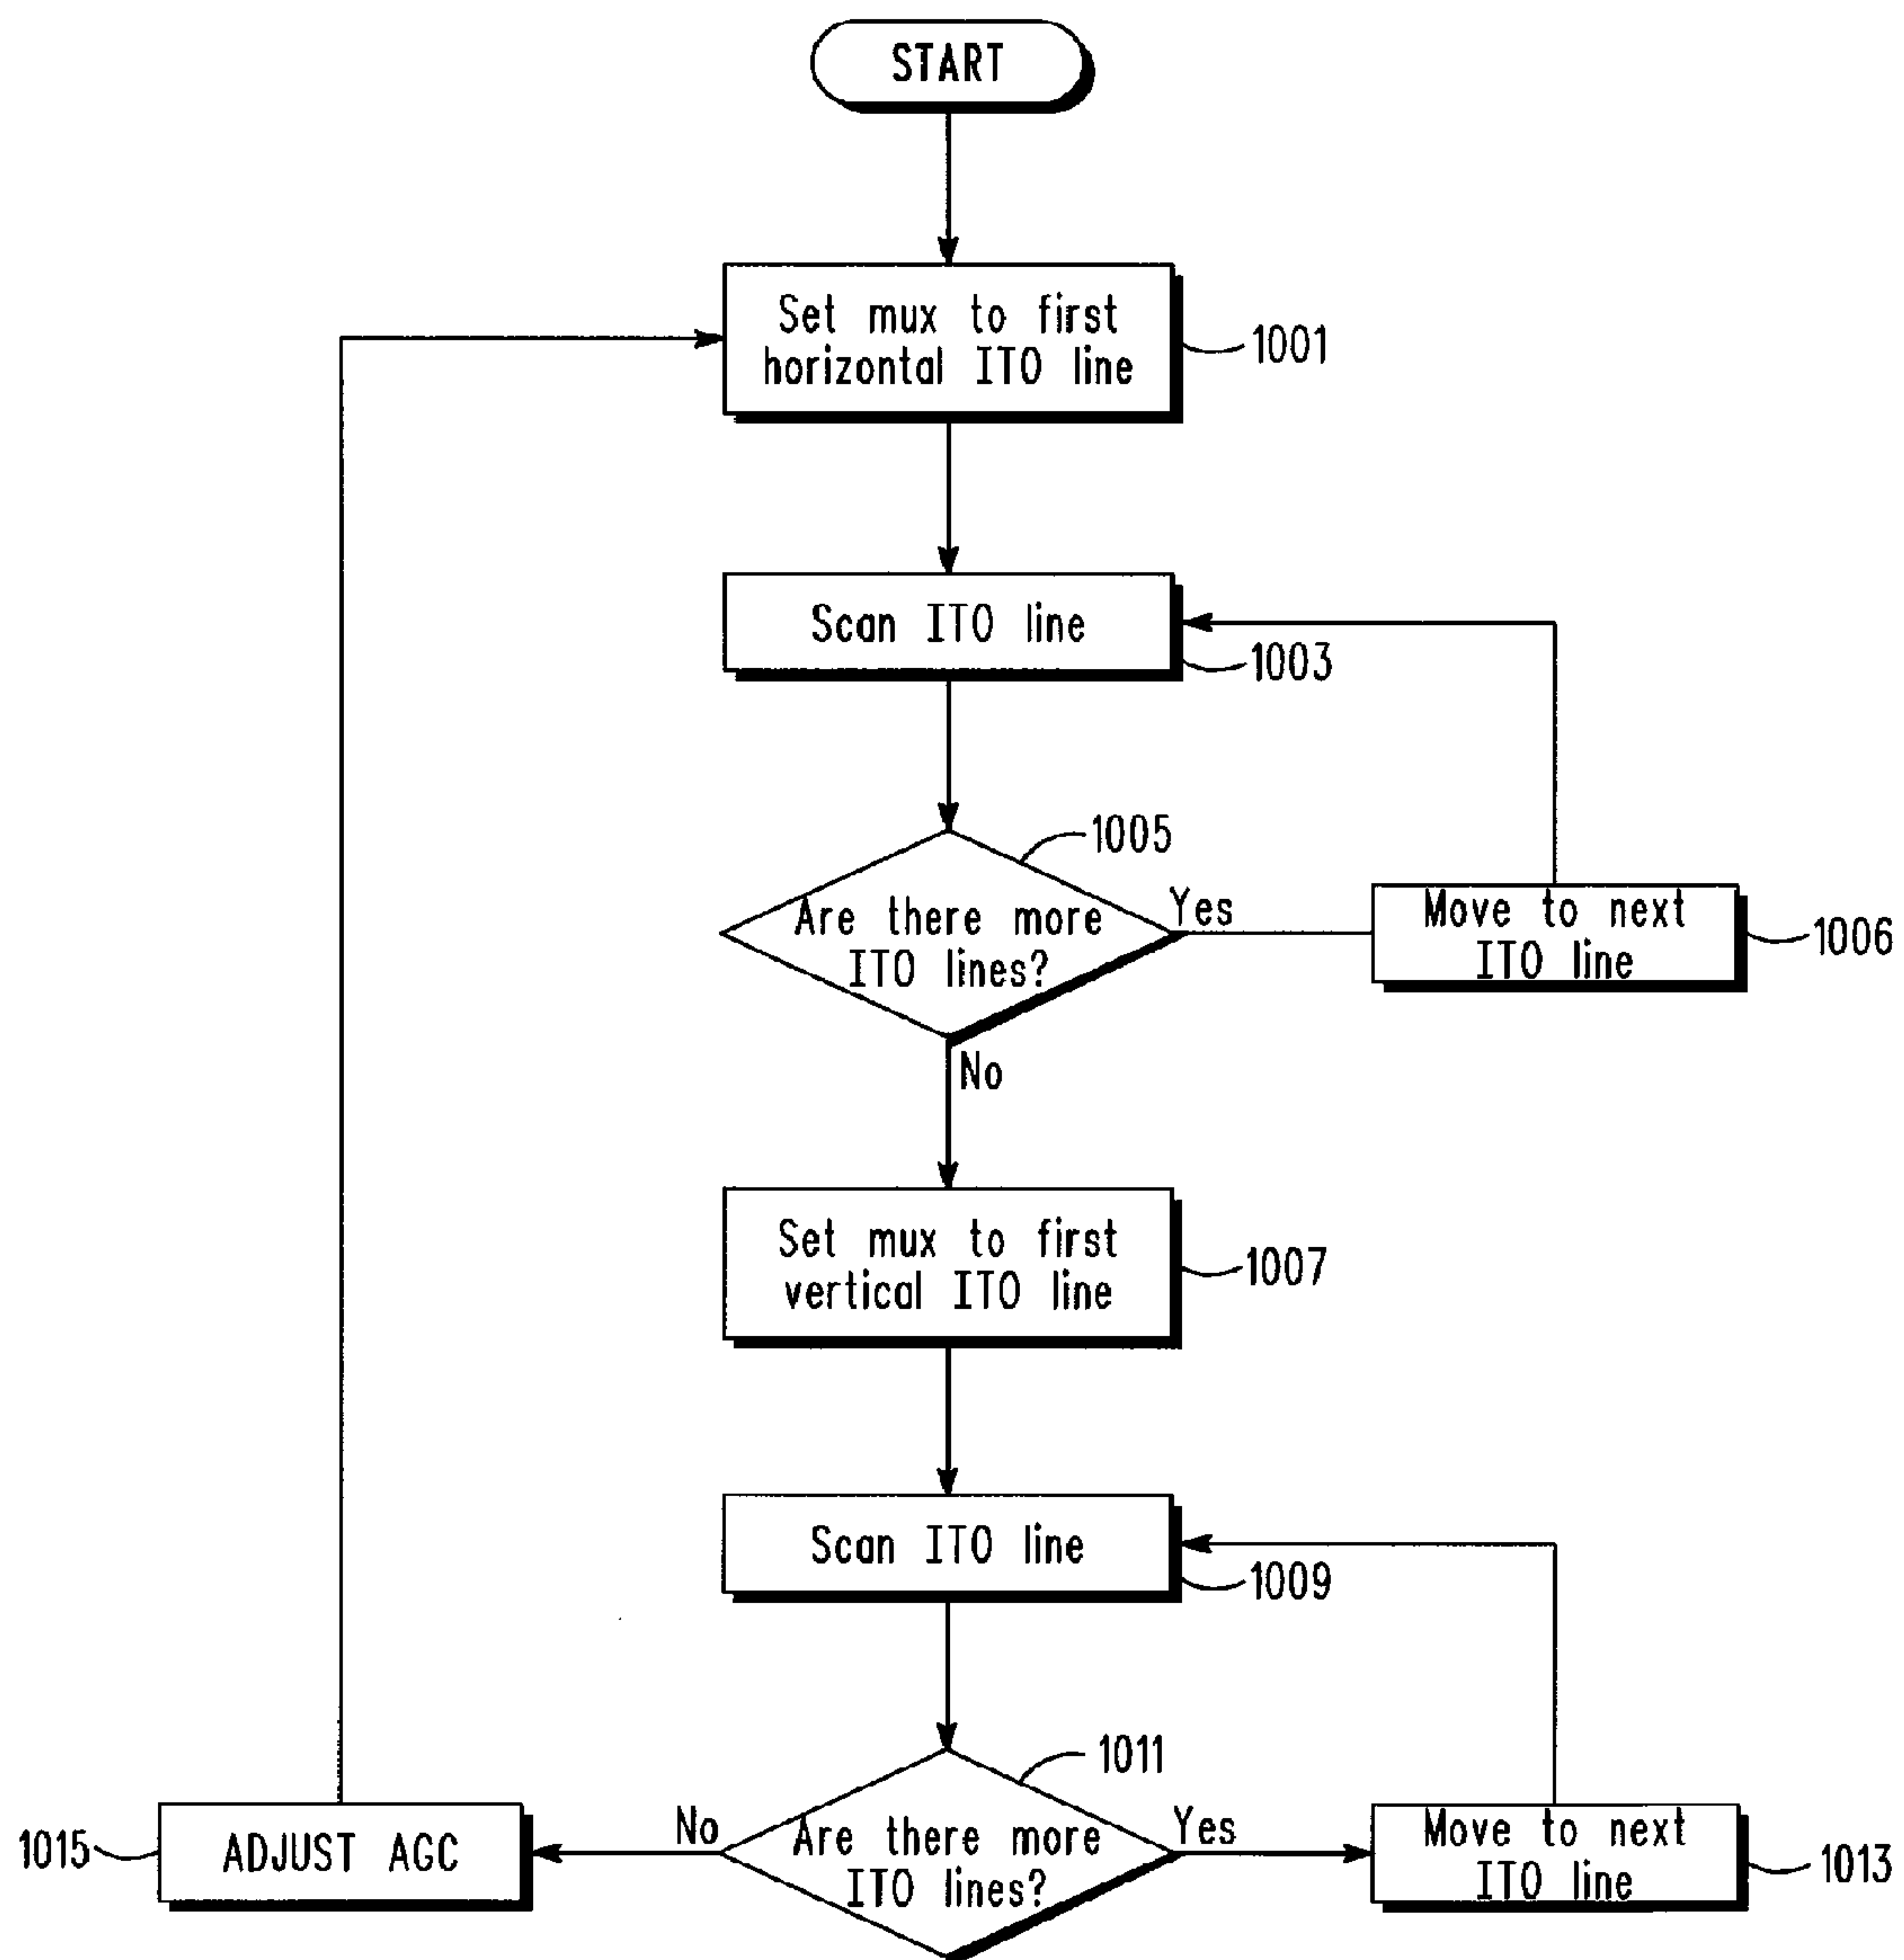 START
Set mux to first
horizontal ITO line
1001
Scan ITO line
1003
1005
Are there more
ITO lines?
Yes
Move to next
ITO line
1006
No
Set mux to first
vertical ITO line
1007
Scan ITO line
1009
1011
Are there more
ITO lines?
Yes
Move to next
ITO line
1013
No
ADJUST AGC
1015